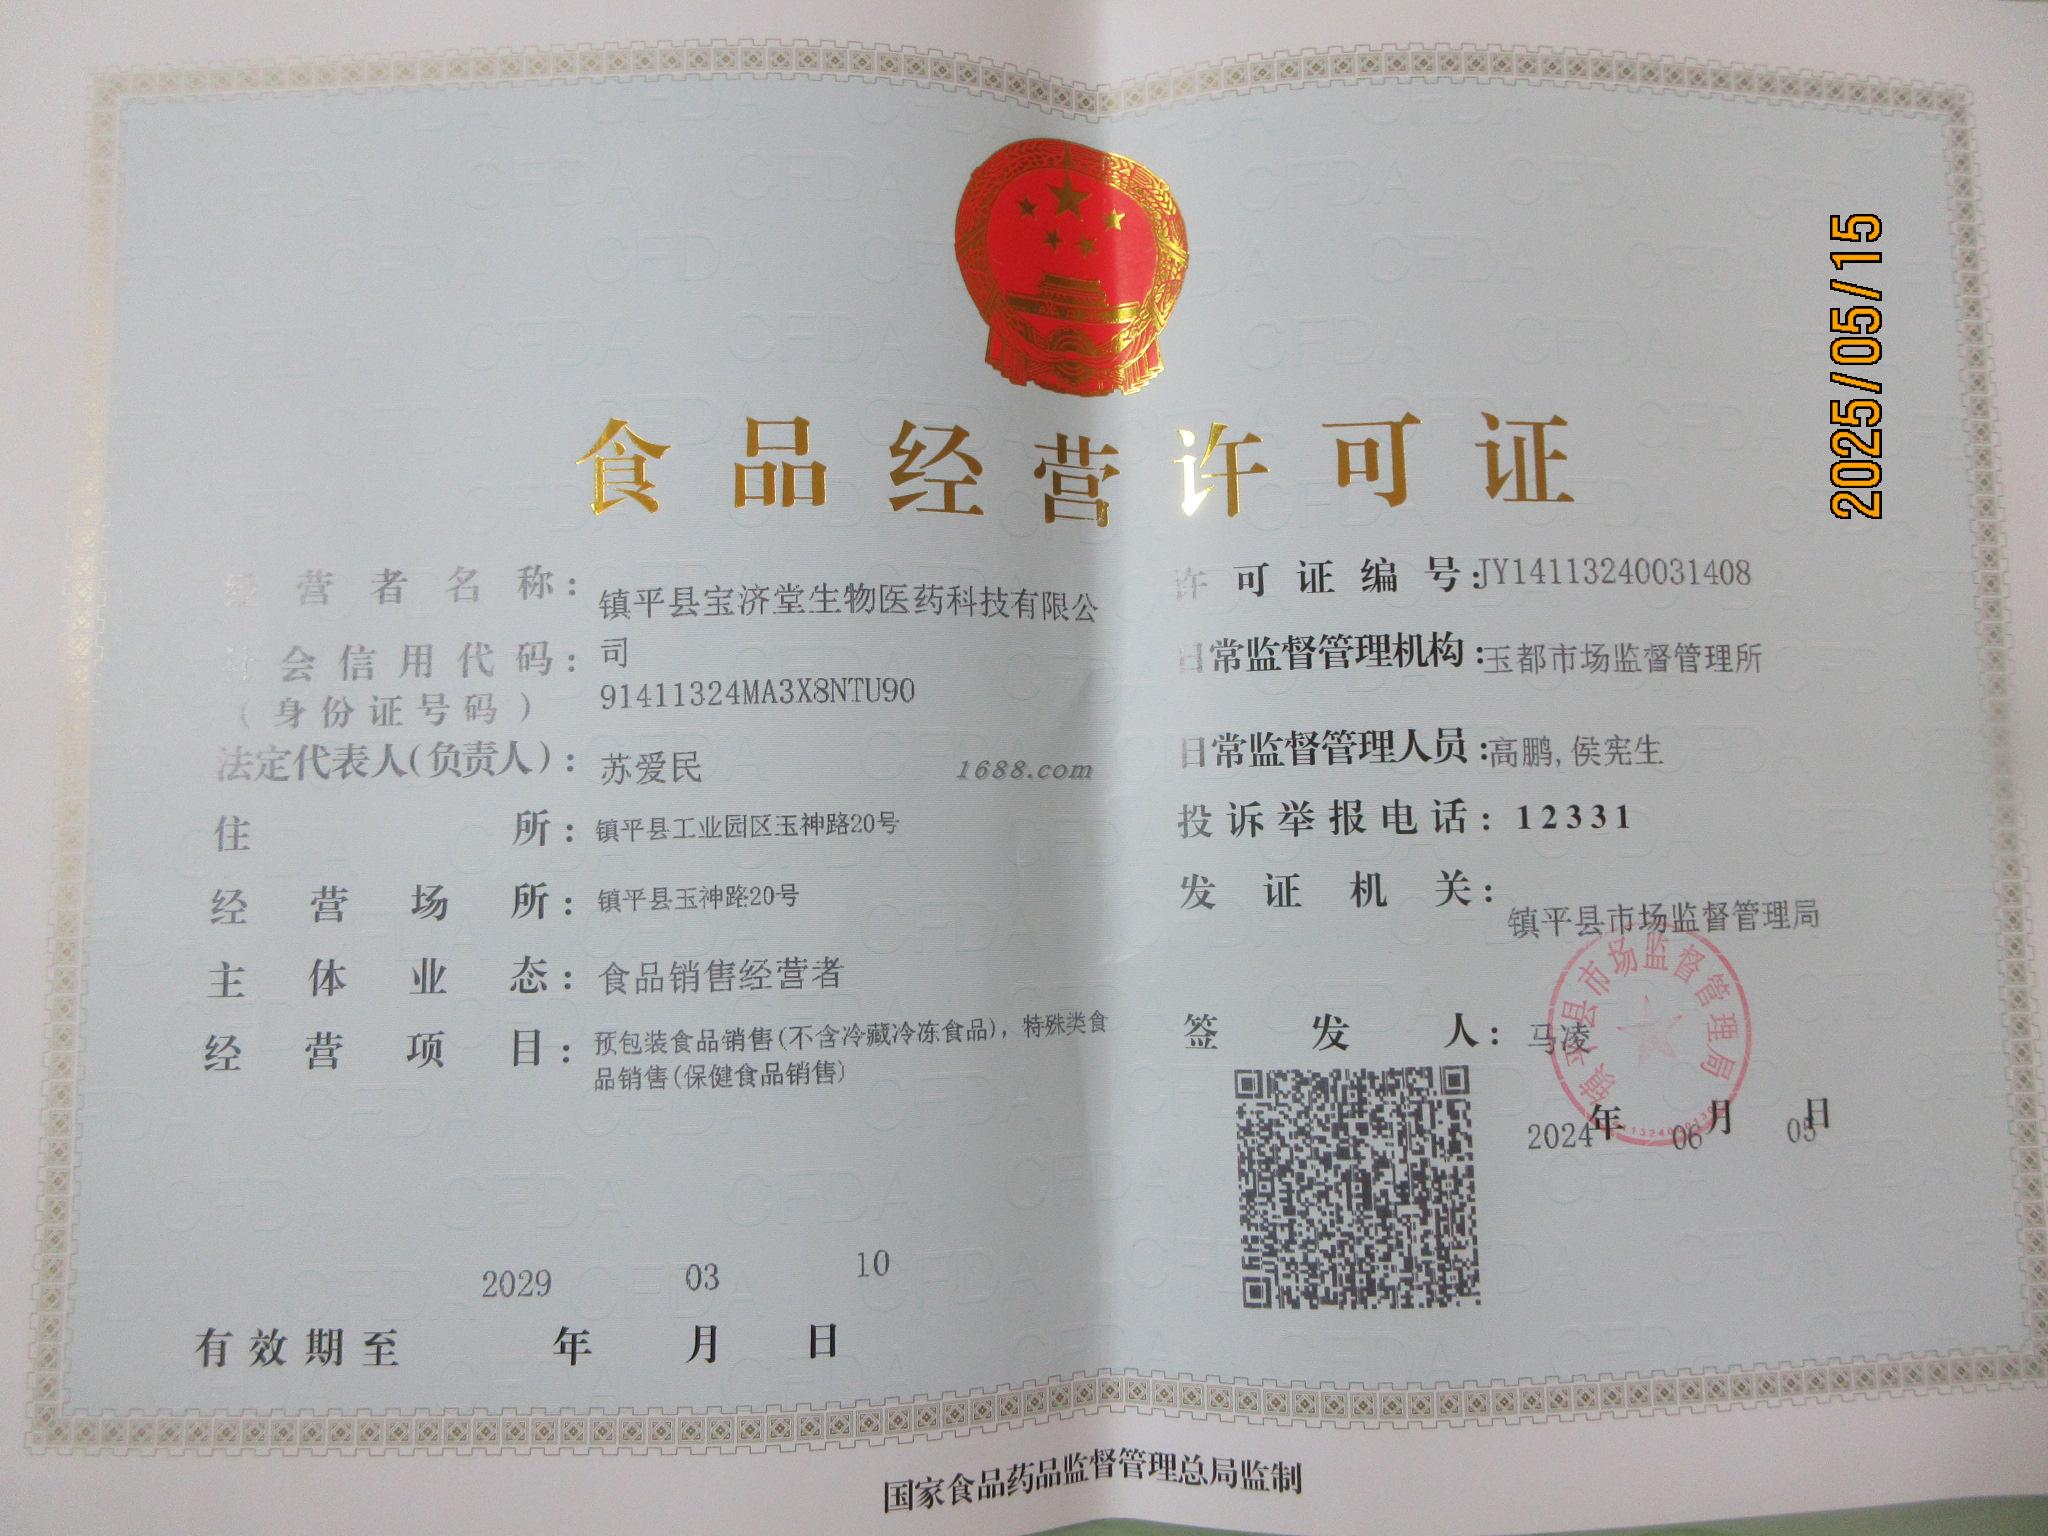 食品经营许可证
2025/05/15
经营者名称：镇平县宝济堂生物医药科技有限公
司
社会信用代码：
（身份证号码）
91411324MA3X8NTU90
法定代表人(负责人)：苏爱民
1688.com
住所：镇平县工业园区玉神路20号
经营场所：镇平县玉神路20号
主体业态：食品销售经营者
经营项目：预包装食品销售(不含冷藏冷冻食品)，特殊类食
品销售(保健食品销售)
2029 03 10
有效期至 年 月 日
许可证编号：JY14113240031408
日常监督管理机构：玉都市场监督管理所
日常监督管理人员：高鹏,侯宪生
投诉举报电话：12331
发证机关：
镇平县市场监督管理局
签发人：马凌
镇平县市场监督管理局
2024年06月05日
国家食品药品监督管理总局监制